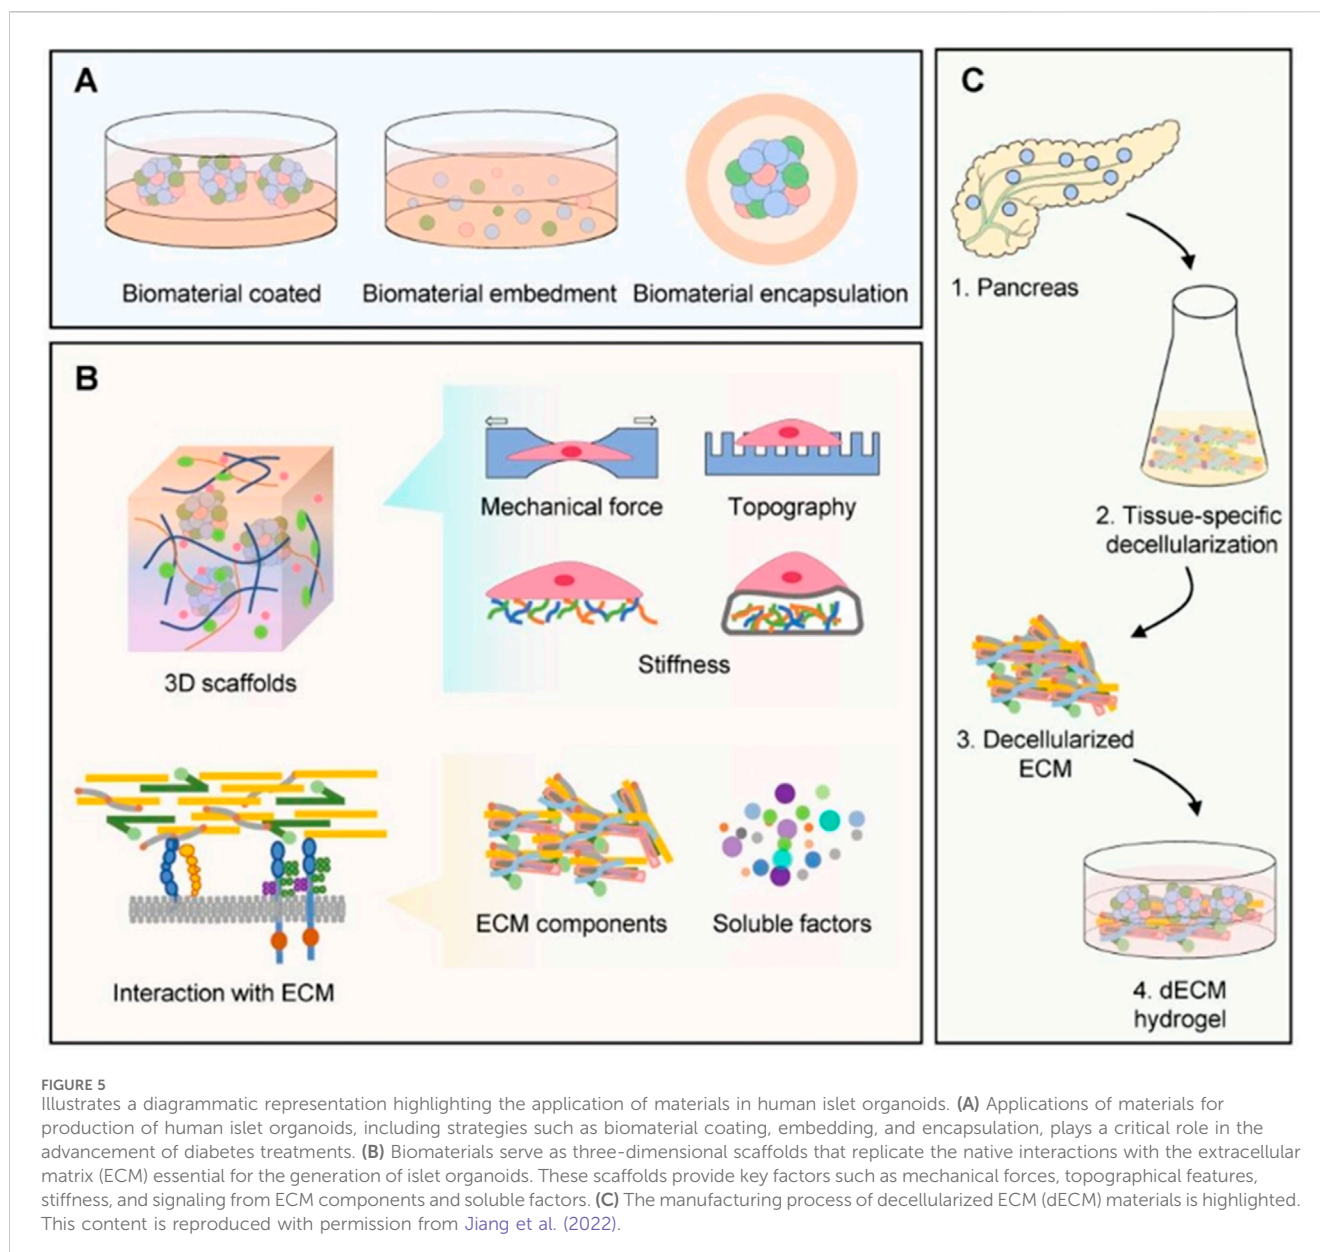 A
Biomaterial coated
Biomaterial embedment
Biomaterial encapsulation
B
3D scaffolds
Mechanical force
Topography
Stiffness
Interaction with ECM
ECM components
Soluble factors
C
1. Pancreas
2. Tissue-specific
decellularization
3. Decellularized
ECM
4. dECM
hydrogel
FIGURE 5
Illustrates a diagrammatic representation highlighting the application of materials in human islet organoids. (A) Applications of materials for
production of human islet organoids, including strategies such as biomaterial coating, embedding, and encapsulation, plays a critical role in the
advancement of diabetes treatments. (B) Biomaterials serve as three-dimensional scaffolds that replicate the native interactions with the extracellular
matrix (ECM) essential for the generation of islet organoids. These scaffolds provide key factors such as mechanical forces, topographical features,
stiffness, and signaling from ECM components and soluble factors. (C) The manufacturing process of decellularized ECM (dECM) materials is highlighted.
This content is reproduced with permission from Jiang et al. (2022).